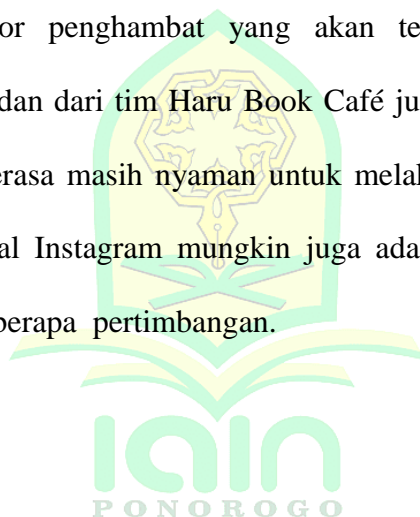 or penghambat yang akan te
dan dari tim Haru Book Café ju
erasa masih nyaman untuk melak
al Instagram mungkin juga ada
berapa pertimbangan.
iain
PONOROGO